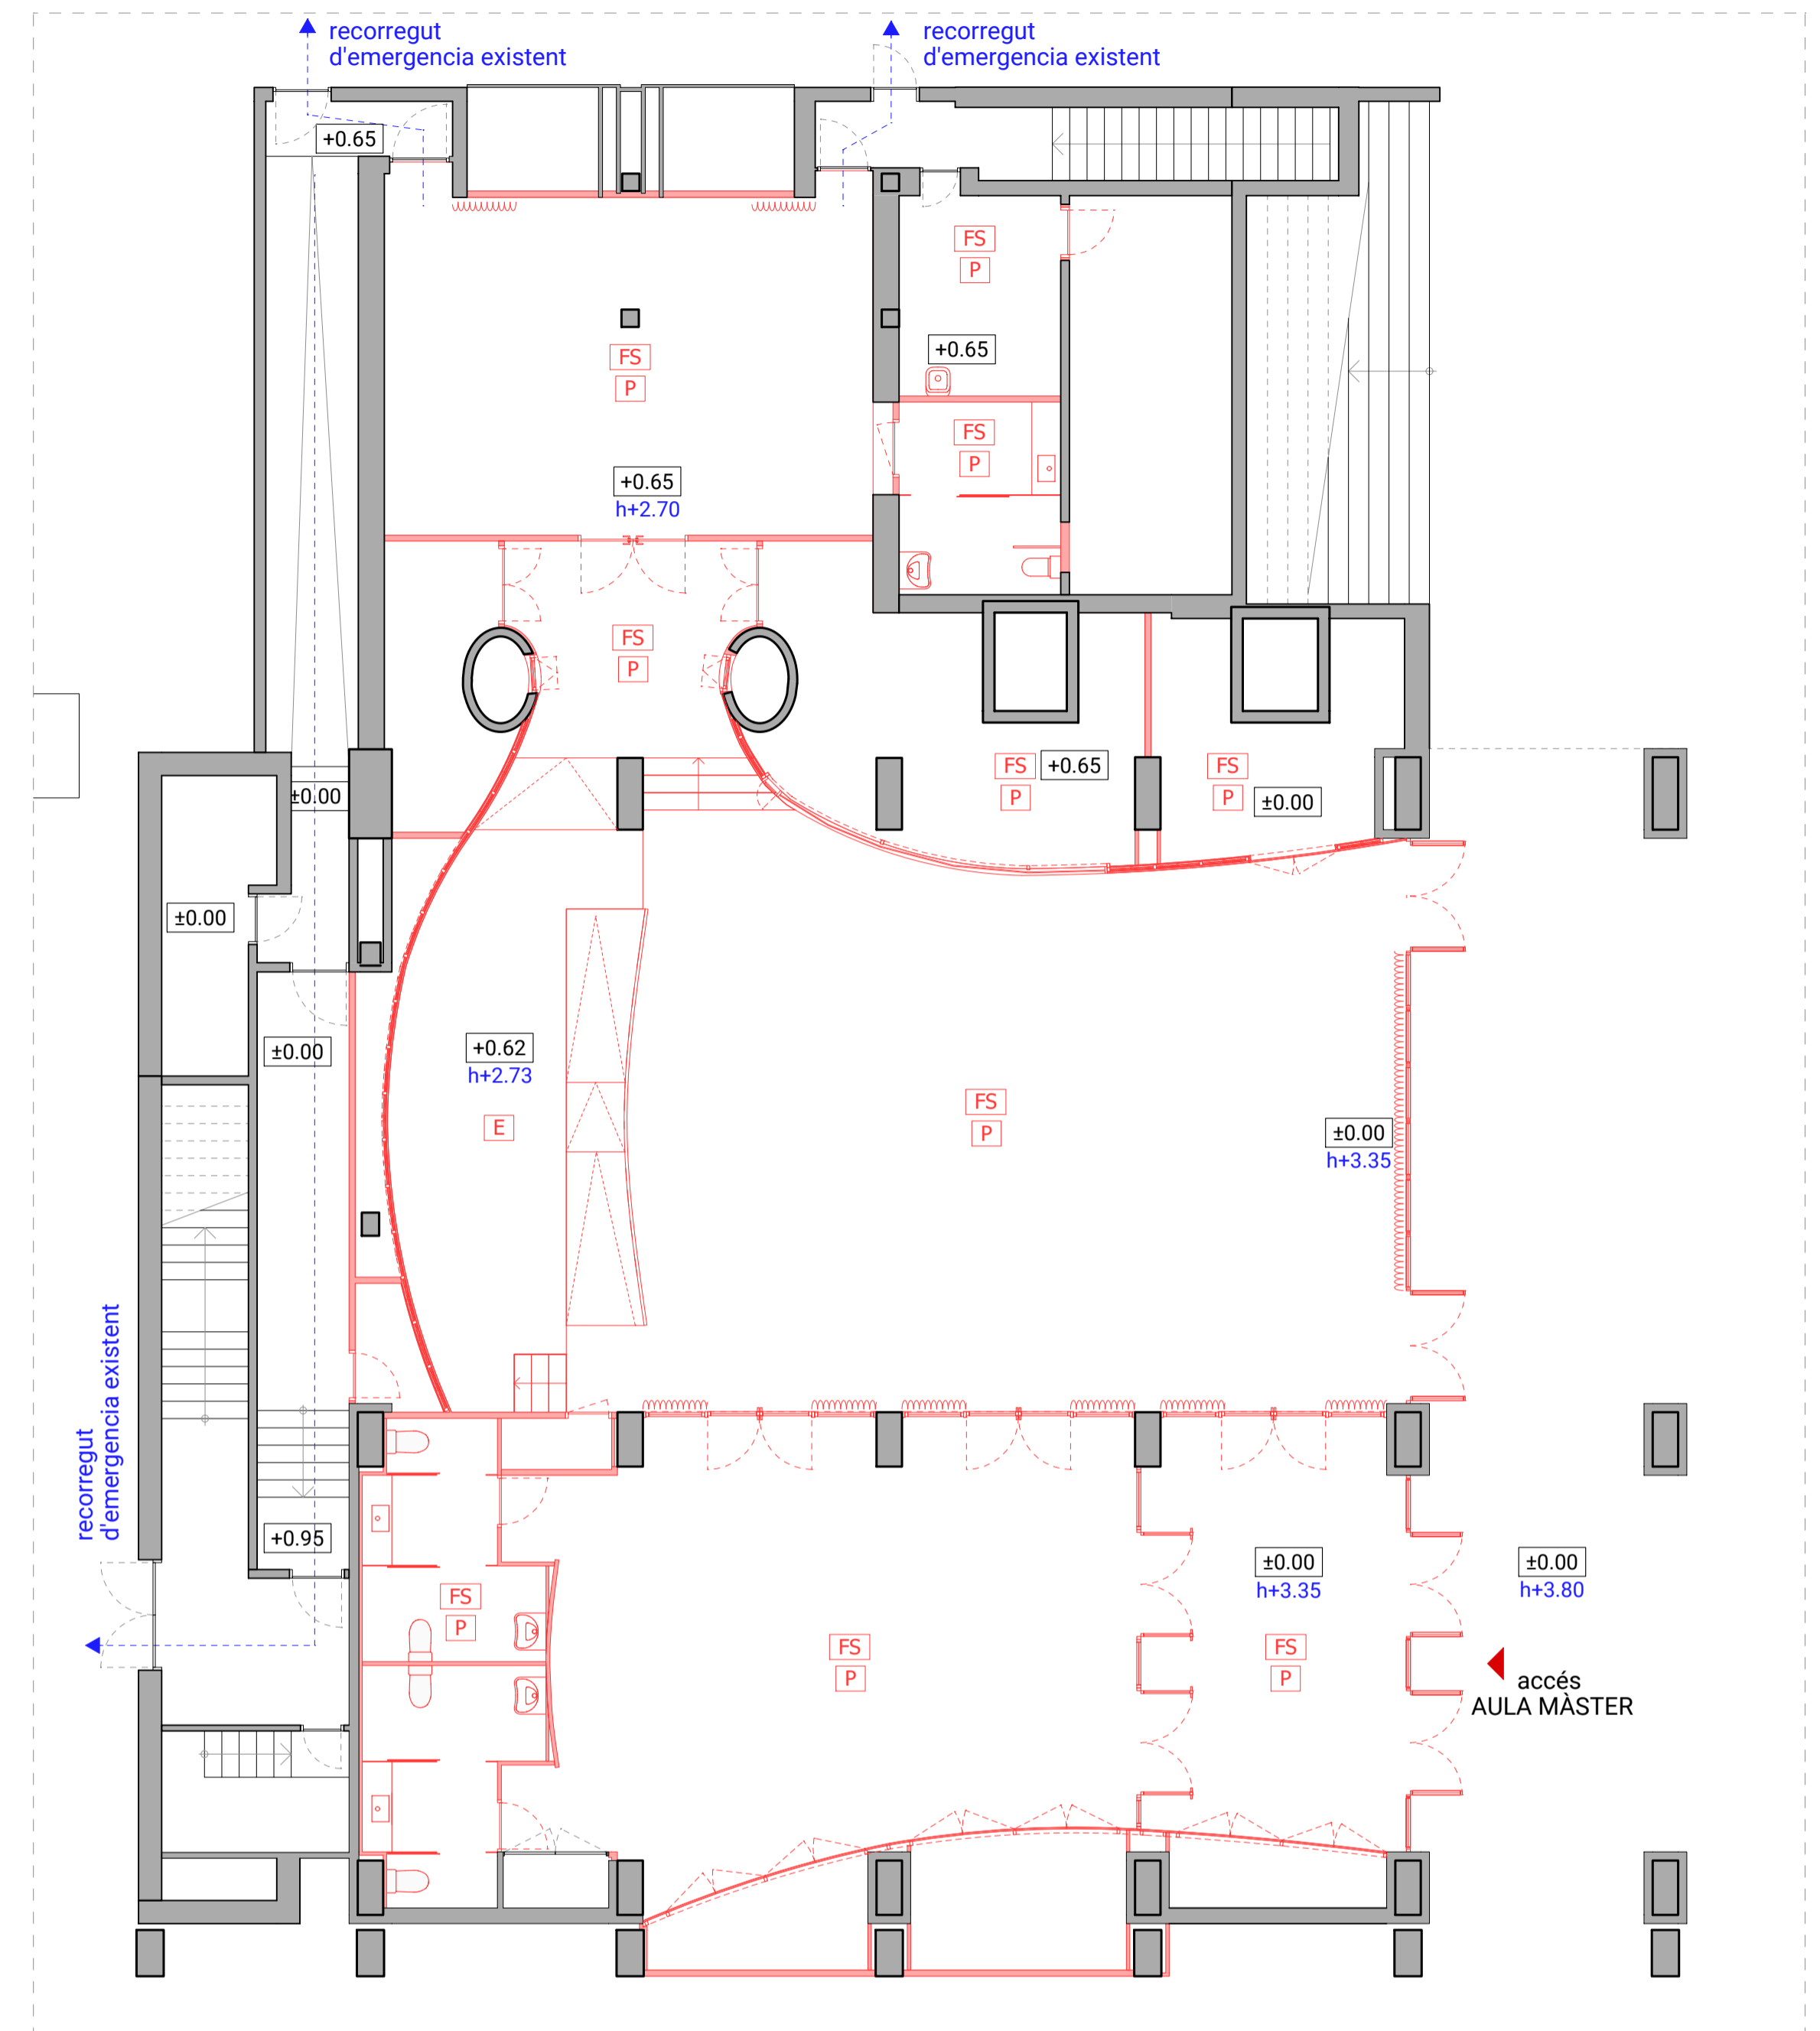 recorregut
d'emergencia existent
recorregut
d'emergencia existent
+0.65
FS
P
+0.65
FS
P
FS
P
+0.65
h+2.70
FS
P
FS
P
+0.65
FS
P
±0.00
±0.00
±0.00
±0.00
+0.62
h+2.73
E
FS
P
±0.00
h+3.35
recorregut
d'emergencia existent
+0.95
FS
P
±0.00
h+3.35
±0.00
h+3.80
FS
P
FS
P
accés
AULA MÀSTER